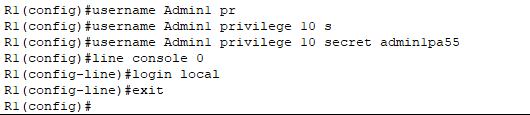 R1(config)#username Admin1 pr
R1(config)#username Admin1 privilege 10 s
R1(config)#username Admin1 privilege 10 secret admin1pa55
R1(config)#line console 0
R1(config-line)#login local
R1(config-line)#exit
R1(config)#